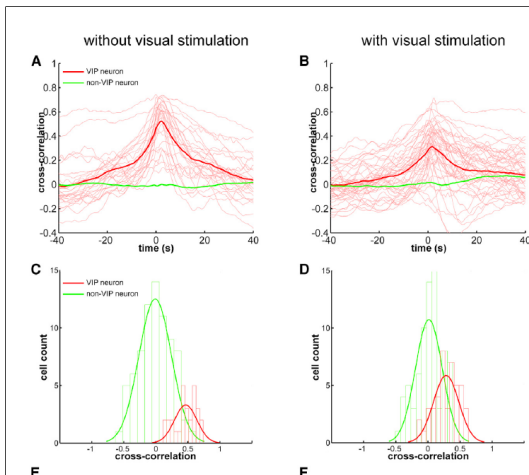 without visual stimulation
with visual stimulation
A
VIP neuron
non-VIP neuron
1
0.8
0.6
0.4
0.2
0
-0.2
-0.4
cross-correlation
-40
-20
0
20
40
time (s)
B
1
0.8
0.6
0.4
0.2
0
-0.2
-0.4
cross-correlation
-40
-20
0
20
40
time (s)
C
VIP neuron
non-VIP neuron
15
10
5
0
cell count
-1
-0.5
0
0.5
1
cross-correlation
D
15
10
5
0
cell count
-1
-0.5
0
0.5
1
cross-correlation